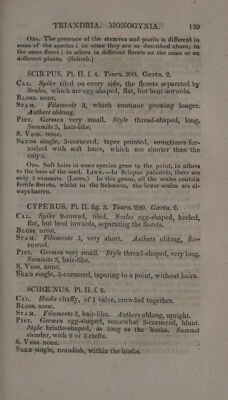 TRIANDRIA. MONOGYNIA. 135
Obs. The presence of the stamens and pistils is different in
some of the species; in some they are as described above, in
the same floret; in others in different florets on the same or on
different plants. (Schreb.)
SCIRPUS. Pl. II. f. 4. Tourn. 300. Gærtn. 2.
Cal. Spike tiled on every side, the florets separated by
Scales, which are egg-shaped, flat, but bent inwards.
Bloss. none.
Stam. Filaments 3, which continue growing longer.
Anthers oblong.
Pist. Germen very small. Style thread-shaped, long,
Summits 3, hair-like.
S. Vess. none.
Seeds single, 3-cornered, taper pointed, sometimes fur-
nished with soft hairs, which are shorter than the
calyx.
Obs. Soft hairs in some species grow to the point, in others
to the base of the seed. Linn.—In Scirpus palustris, there are
only 2 summits. (Leers.) In this genus, all the scales contain
fertile florets, whilst in the Schœnus, the lower scales are al-
ways barren.
CYPERUS. Pl. II. fig. 3. Tourn. 299. Gærtn. 2.
Cal. Spike 2-rowed, tiled. Scales egg-shaped, keeled,
flat, but bent inwards, separating the florets.
Bloss. none.
Stam. Filaments 3, very short. Anthers oblong, fur-
rowed.
Pist. Germen very small. Style thread-shaped, very long.
Summits 3, hair-like.
S. Vess. none.
Seed single, 3-cornered, tapering to a point, without hairs.
SCHŒNUS. Pl. II. f. 2.
Cal. Husks chaffy, of 1 valve, crowded together.
Bloss. none.
Stam. Filaments 3, hair-like. Anthers oblong, upright.
Pist. Germen egg-shaped, somewhat 3-cornered, blunt.
Style bristle-shaped, as long as the husks. Summit
slender, with 2 or 3 clefts.
S. Vess. none.
Seed single, roundish, within the husks.